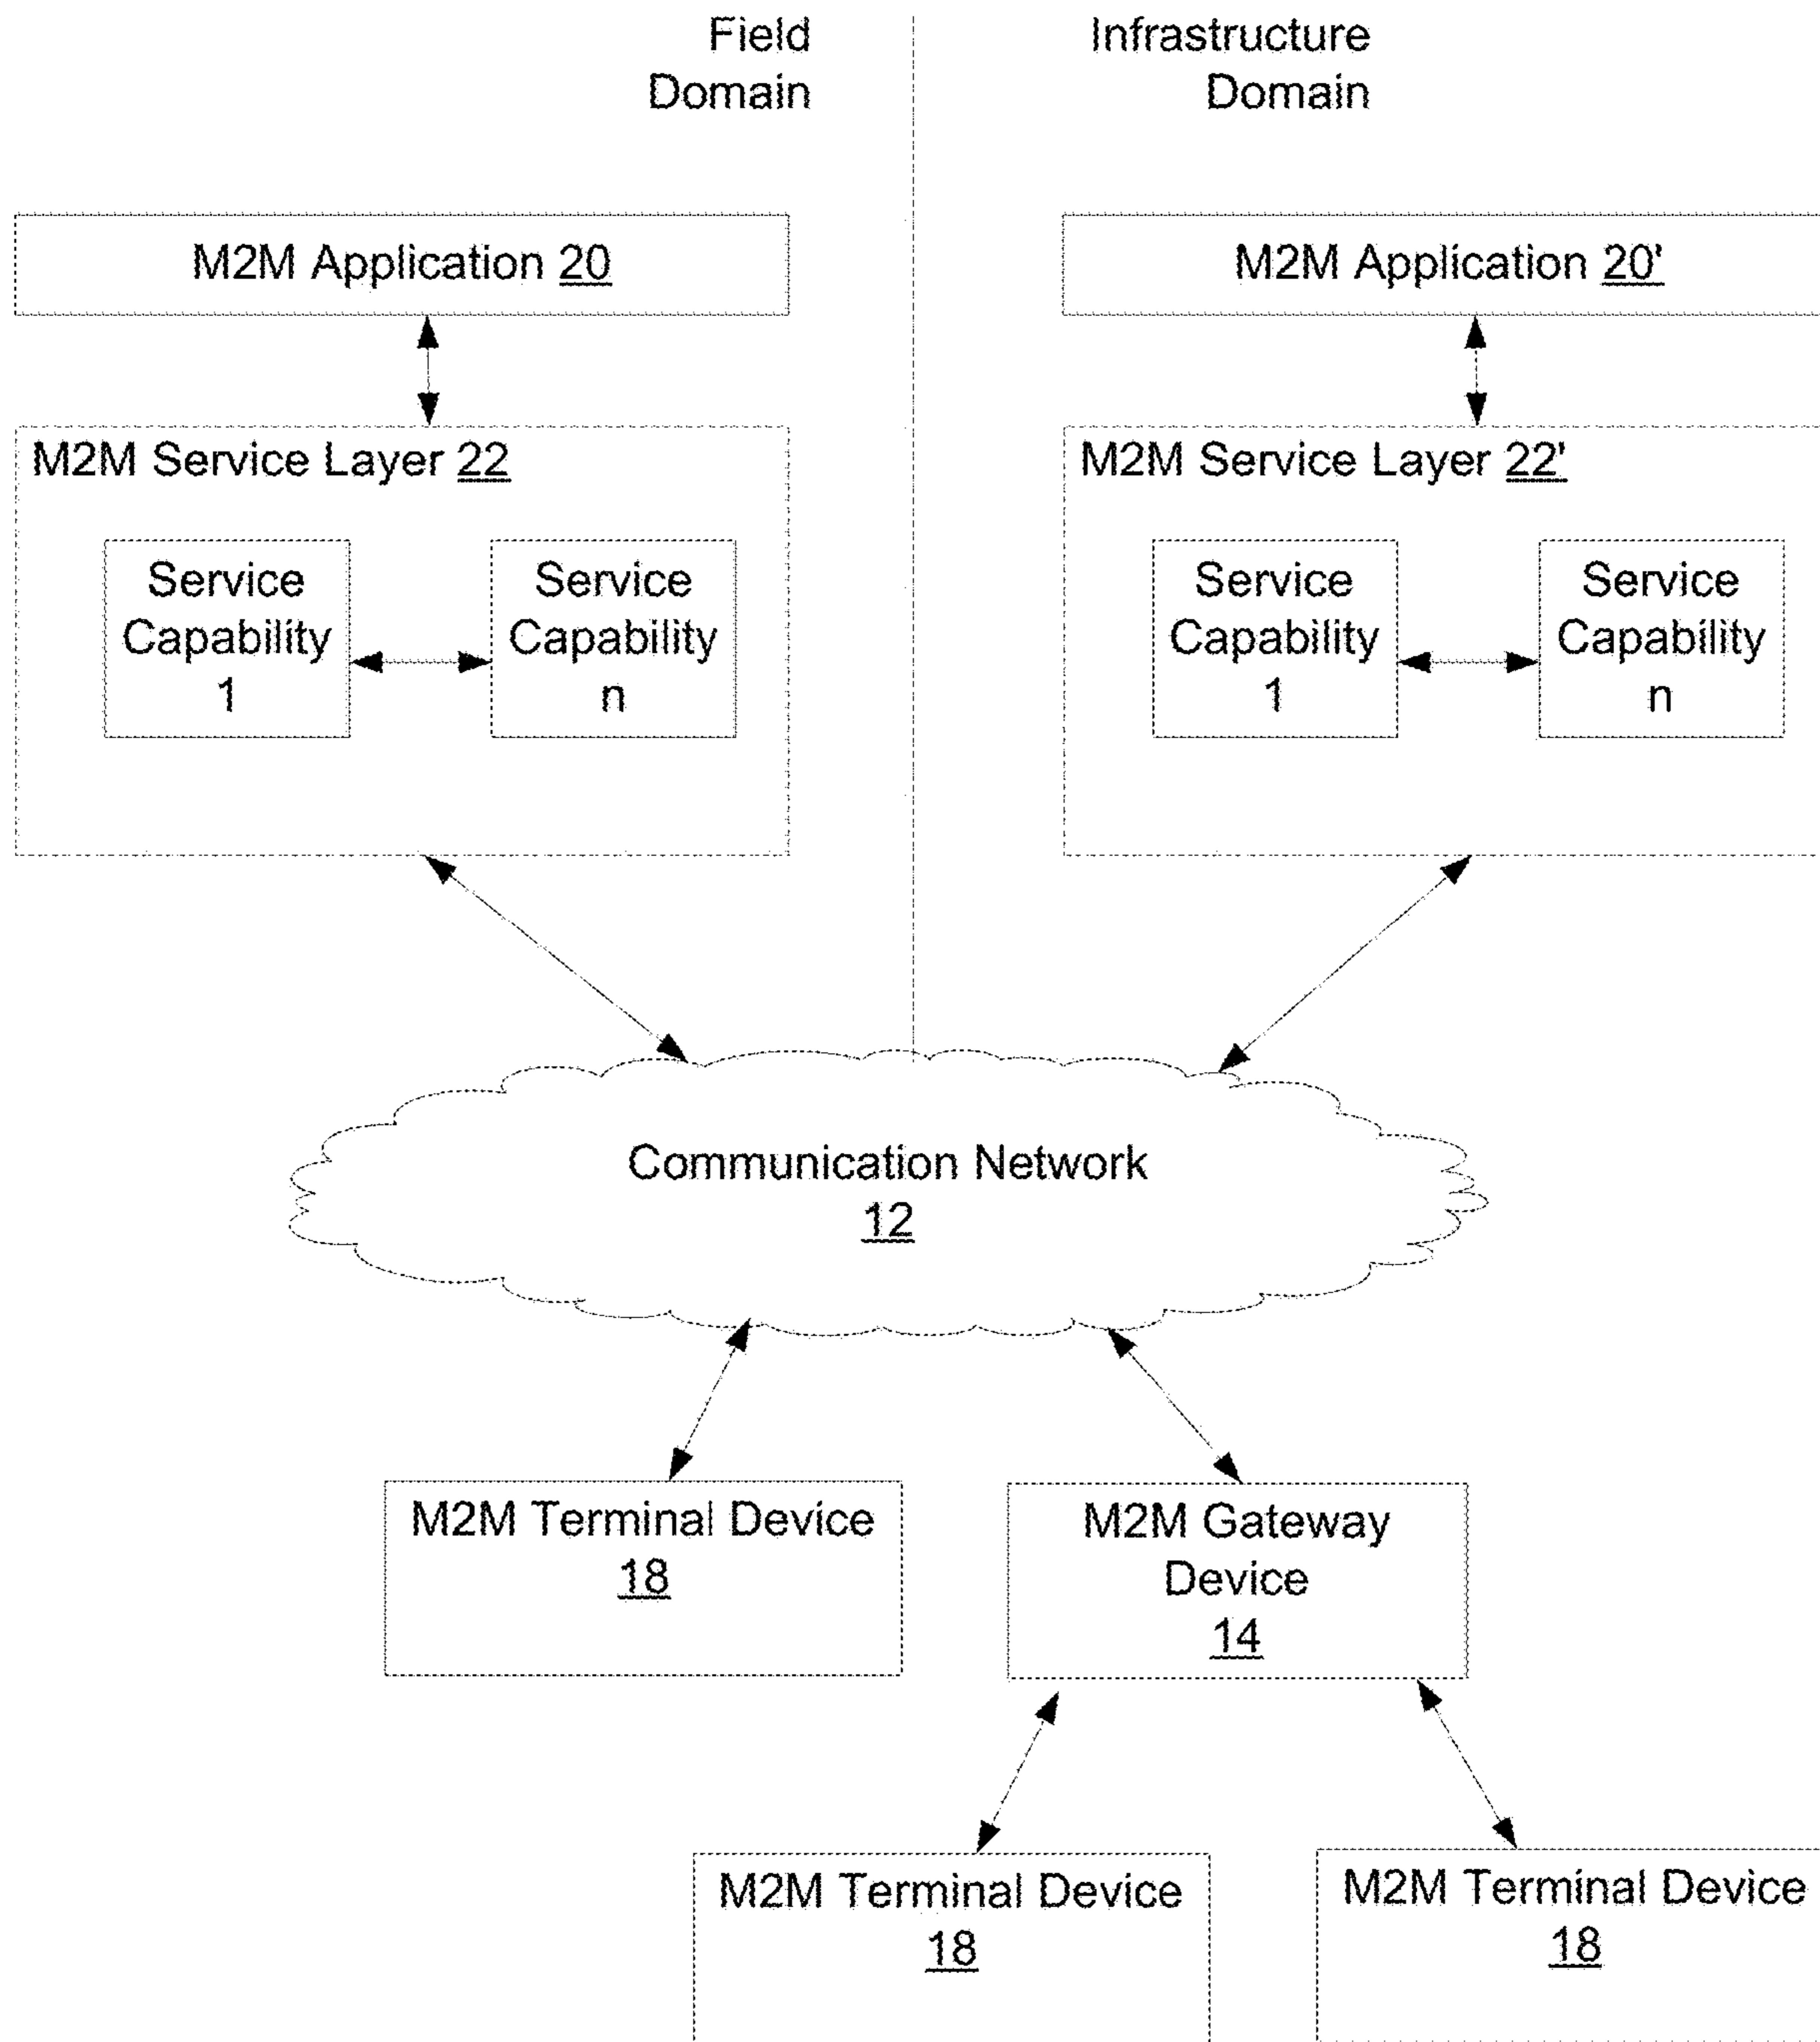 Field
Domain
Infrastructure
Domain
M2M Application 20
M2M Application 20'
M2M Service Layer 22
M2M Service Layer 22'
Service
Capability
1
Service
Capability
n
Service
Capability
1
Service
Capability
n
Communication Network
12
M2M Terminal Device
18
M2M Gateway
Device
14
M2M Terminal Device
18
M2M Terminal Device
18